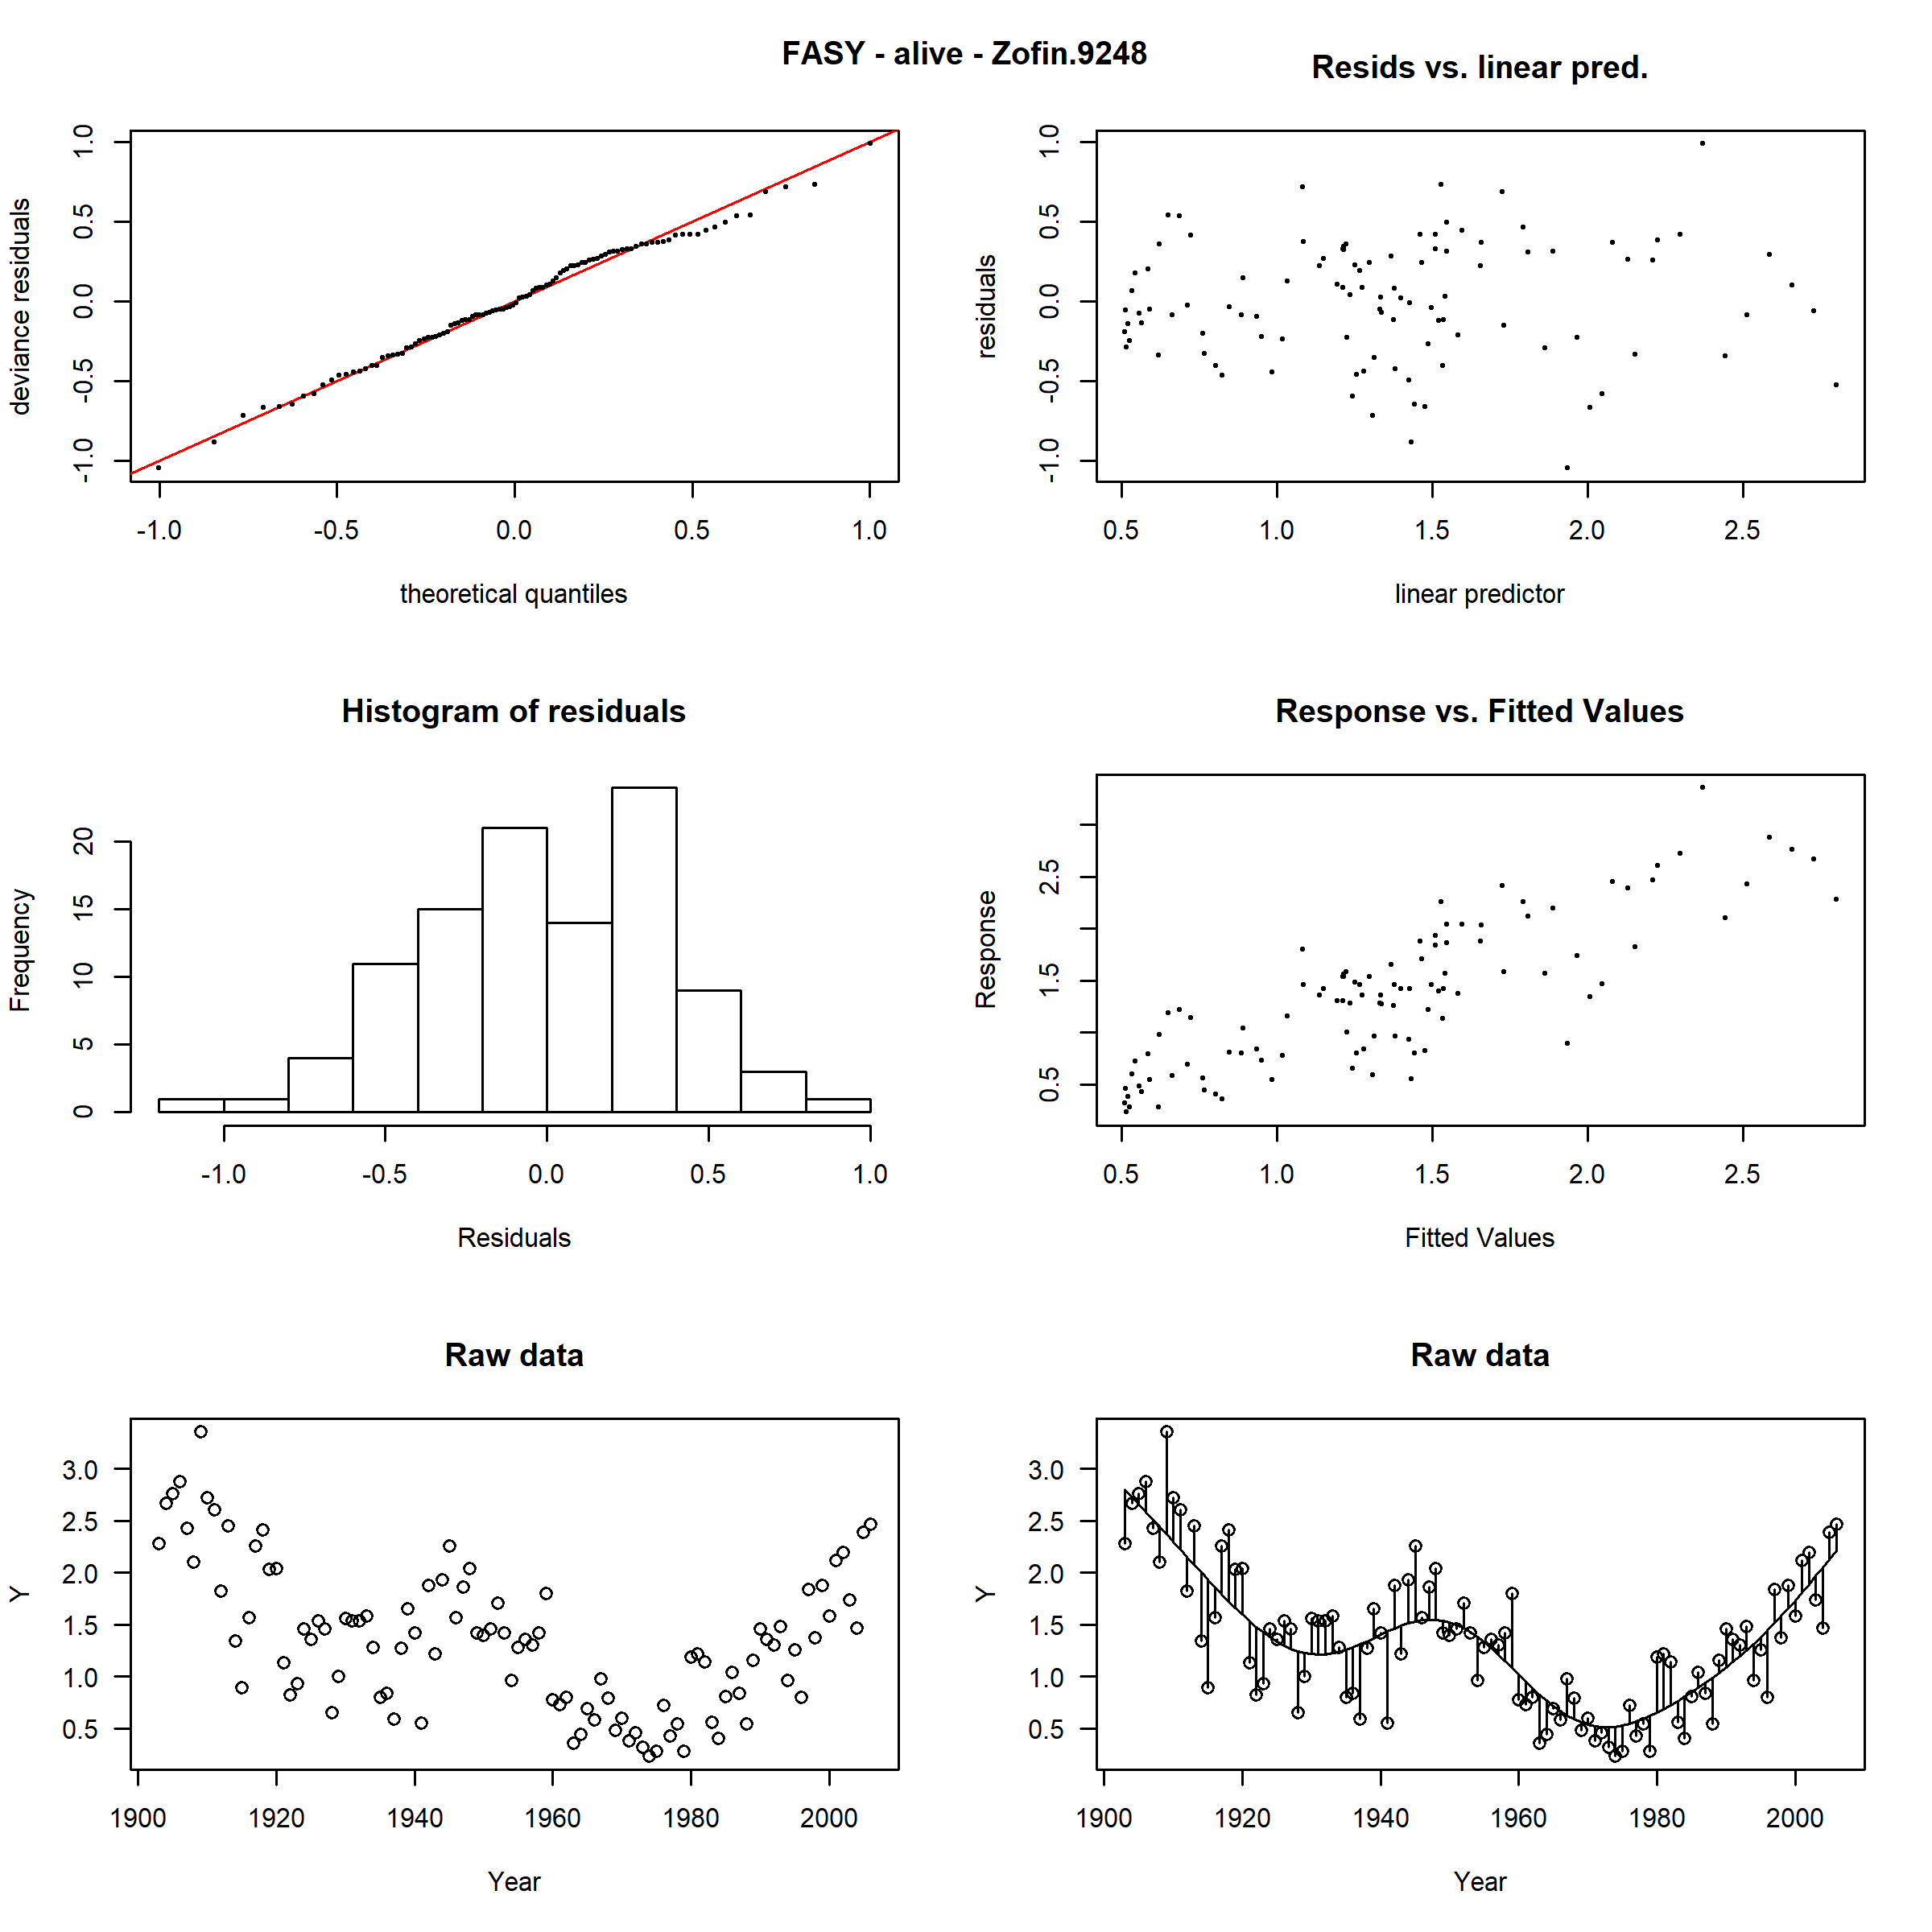 FASY - alive - Zofin.9248
Resids vs. linear pred.
deviance residuals
-1.0 -0.5 0.0 0.5 1.0
-1.0 -0.5 0.0 0.5 1.0
theoretical quantiles
residuals
-1.0 -0.5 0.0 0.5 1.0
0.5 1.0 1.5 2.0 2.5
linear predictor
Histogram of residuals
Frequency
0 5 10 15 20
-1.0 -0.5 0.0 0.5 1.0
Residuals
Response vs. Fitted Values
Response
0.5 1.5 2.5
0.5 1.0 1.5 2.0 2.5
Fitted Values
Raw data
Y
3.0
2.5
2.0
1.5
1.0
0.5
1900 1920 1940 1960 1980 2000
Year
Raw data
Y
3.0
2.5
2.0
1.5
1.0
0.5
1900 1920 1940 1960 1980 2000
Year